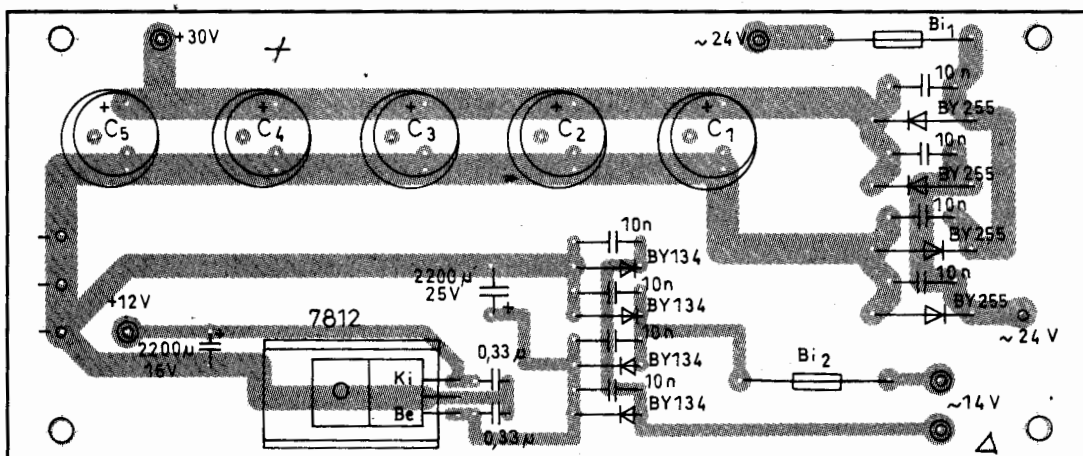 +30V
~24V
Bi1
10n
BY255
C5
C4
C3
C2
C1
10n
BY255
10n
BY255
10n
BY255
~24V
10n
BY134
2200µ
25V
10n
BY134
10n
BY134
10n
BY134
+12V
2200µ
16V
7812
0,33µ
Ki
Be
0,33µ
Bi2
~14V